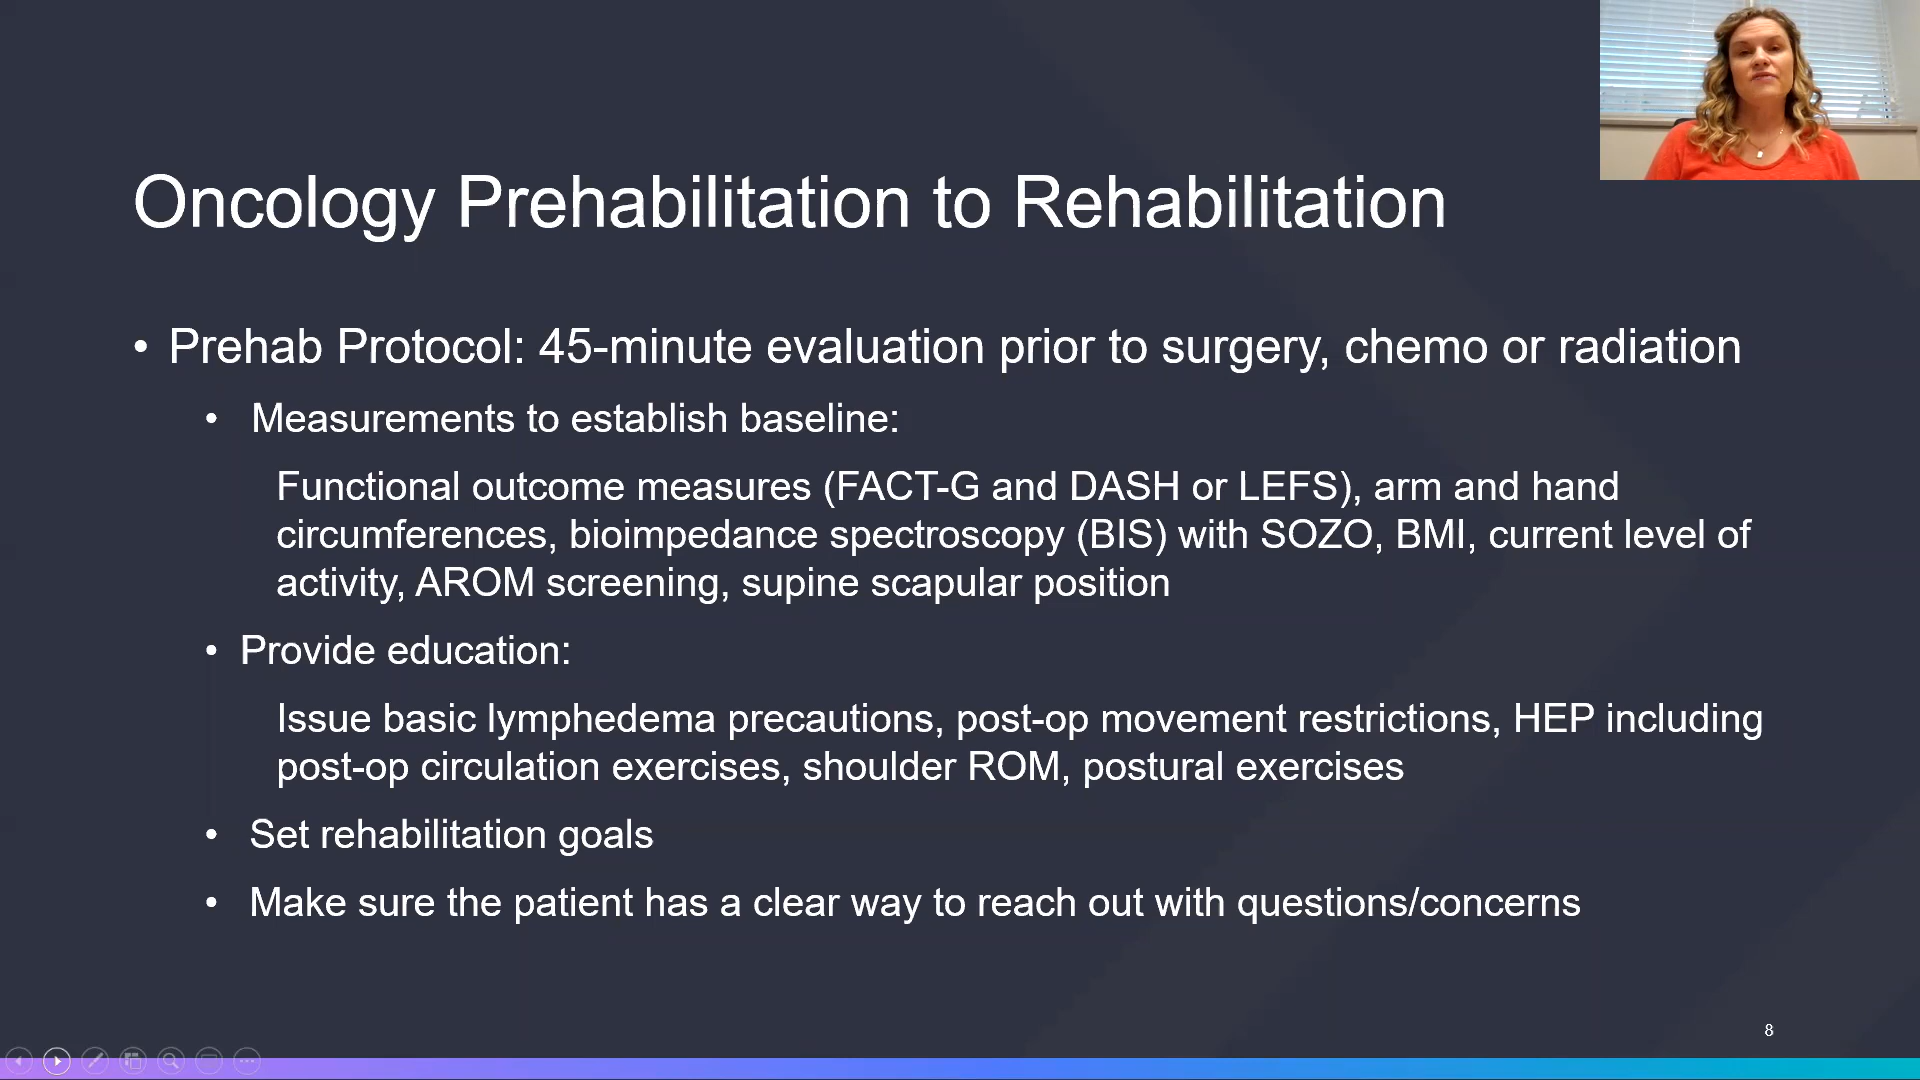 Oncology Prehabilitation to Rehabilitation
• Prehab Protocol: 45-minute evaluation prior to surgery, chemo or radiation
• Measurements to establish baseline:
Functional outcome measures (FACT-G and DASH or LEFS), arm and hand
circumferences, bioimpedance spectroscopy (BIS) with SOZO, BMI, current level of
activity, AROM screening, supine scapular position
• Provide education:
Issue basic lymphedema precautions, post-op movement restrictions, HEP including
post-op circulation exercises, shoulder ROM, postural exercises
• Set rehabilitation goals
• Make sure the patient has a clear way to reach out with questions/concerns
8